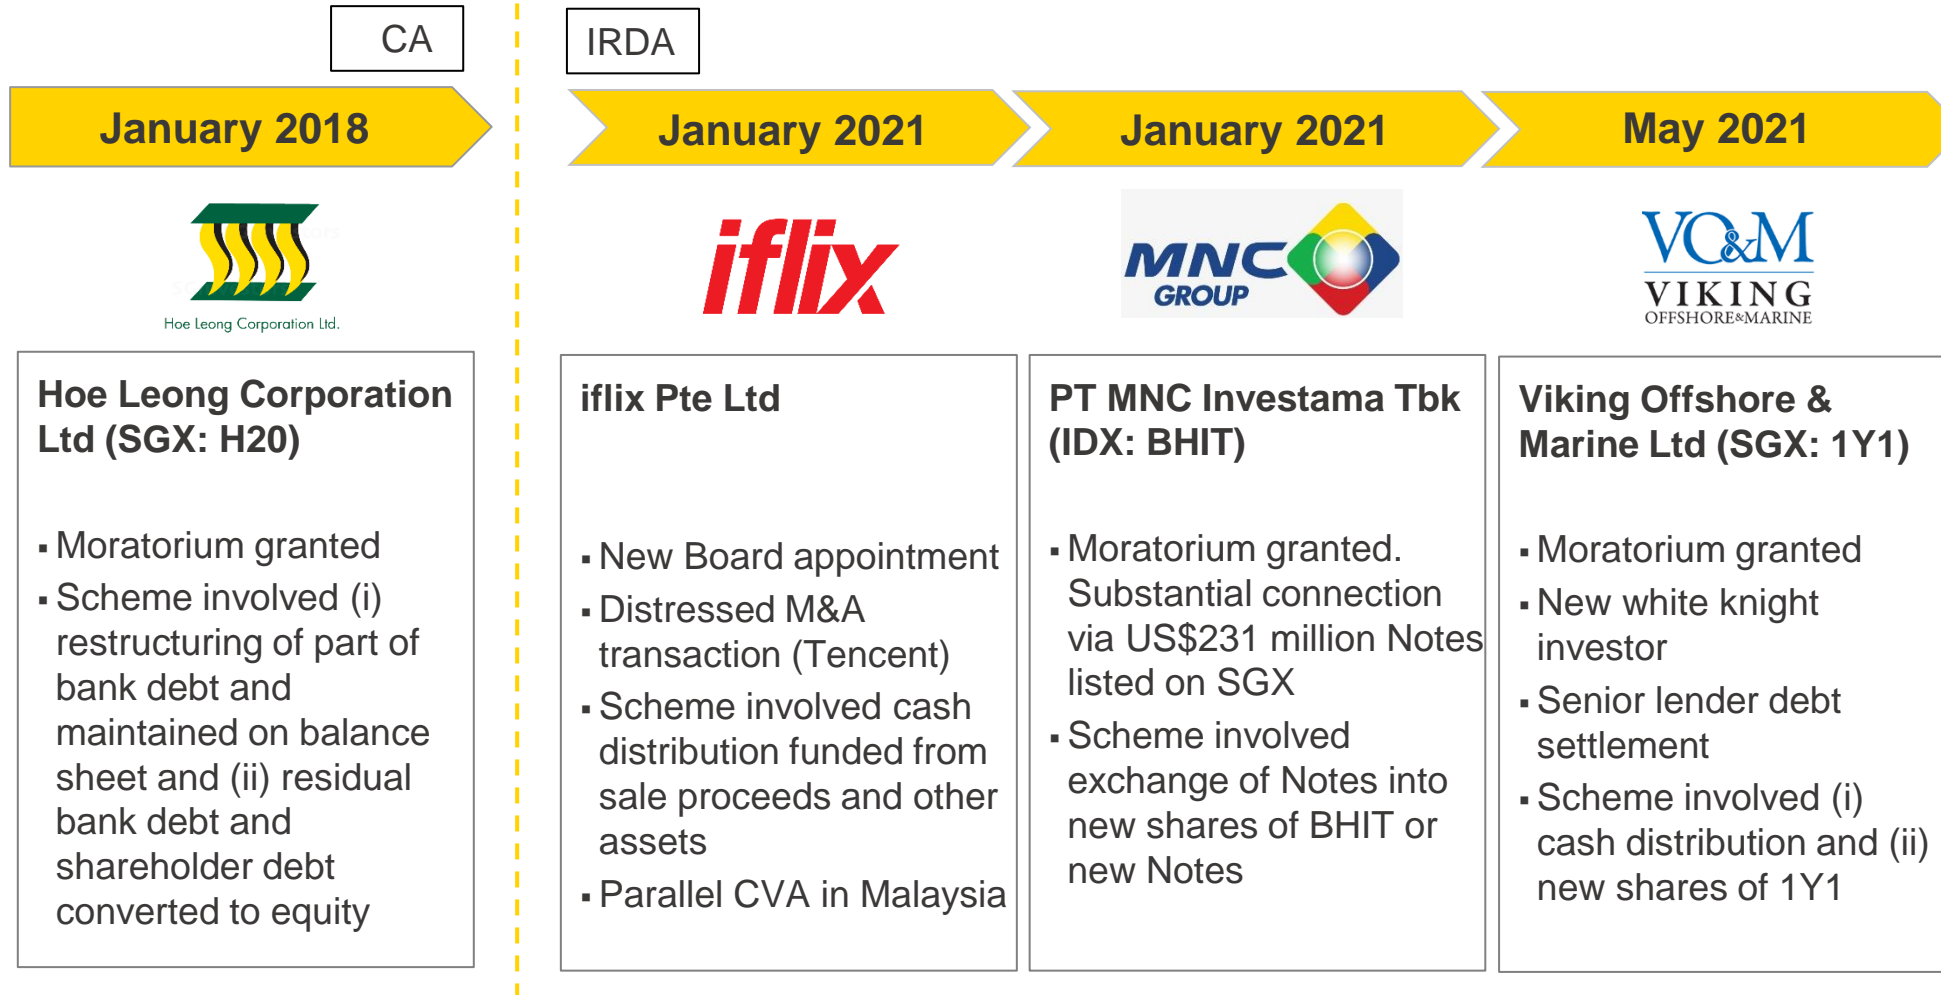 CA
IRDA
January 2018
January 2021
January 2021
May 2021
Hoe Leong Corporation Ltd.
iflix
MNC
GROUP
VO&M
VIKING
OFFSHORE&MARINE
Hoe Leong Corporation
Ltd (SGX: H20)
▪ Moratorium granted
▪ Scheme involved (i)
restructuring of part of
bank debt and
maintained on balance
sheet and (ii) residual
bank debt and
shareholder debt
converted to equity
iflix Pte Ltd
▪ New Board appointment
▪ Distressed M&A
transaction (Tencent)
▪ Scheme involved cash
distribution funded from
sale proceeds and other
assets
▪ Parallel CVA in Malaysia
PT MNC Investama Tbk
(IDX: BHIT)
▪ Moratorium granted.
Substantial connection
via US$231 million Notes
listed on SGX
▪ Scheme involved
exchange of Notes into
new shares of BHIT or
new Notes
Viking Offshore &
Marine Ltd (SGX: 1Y1)
▪ Moratorium granted
▪ New white knight
investor
▪ Senior lender debt
settlement
▪ Scheme involved (i)
cash distribution and (ii)
new shares of 1Y1